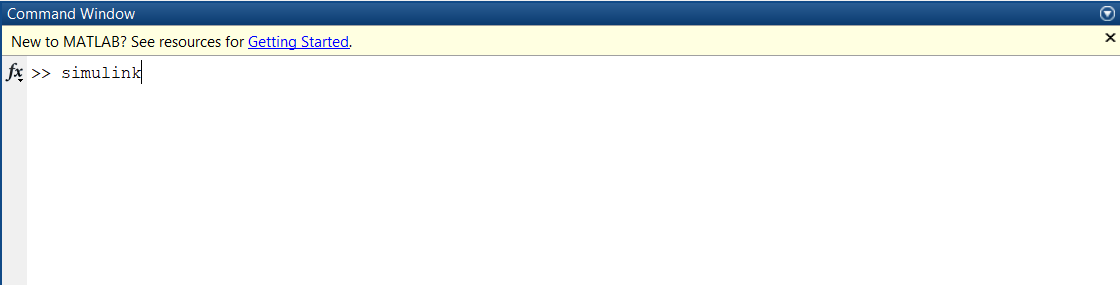 Command Window
New to MATLAB? See resources for Getting Started.
fx >> simulink